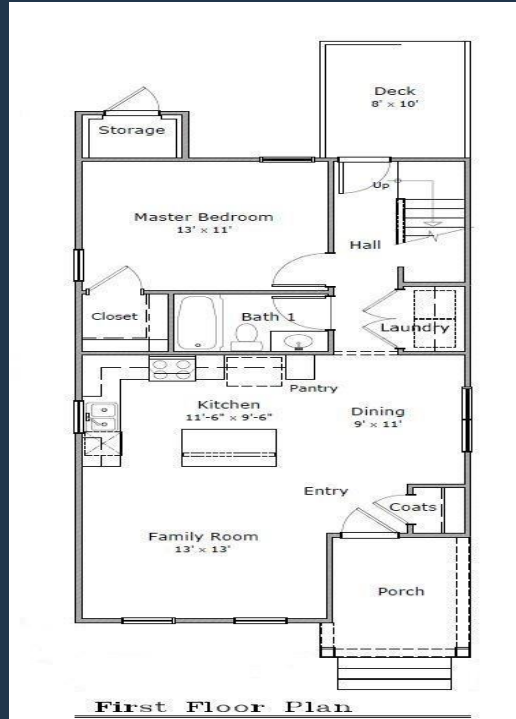 Deck
8' x 10'
Storage
Up
Master Bedroom
13' x 11'
Hall
Closet
Bath 1
Laundry
Pantry
Kitchen
11'-6" x 9'-6"
Dining
9' x 11'
Entry
Coats
Family Room
13' x 13'
Porch
First Floor Plan